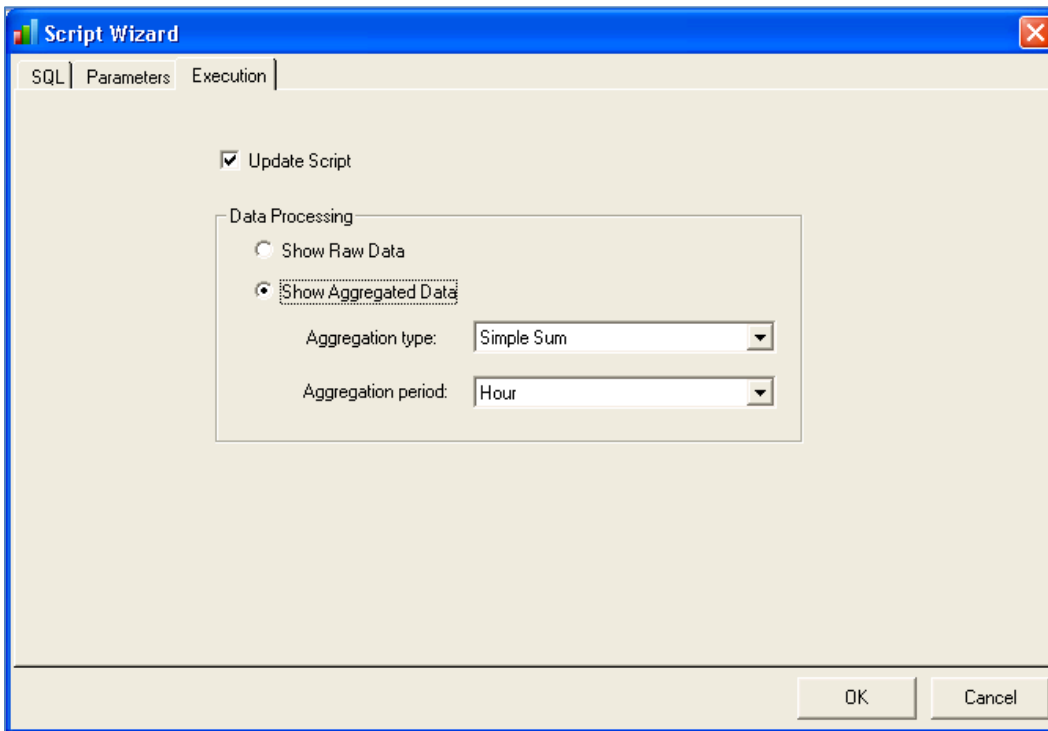 Script Wizard
SQL Parameters Execution
Update Script
Data Processing
Show Raw Data
Show Aggregated Data
Aggregation type: Simple Sum
Aggregation period: Hour
OK Cancel